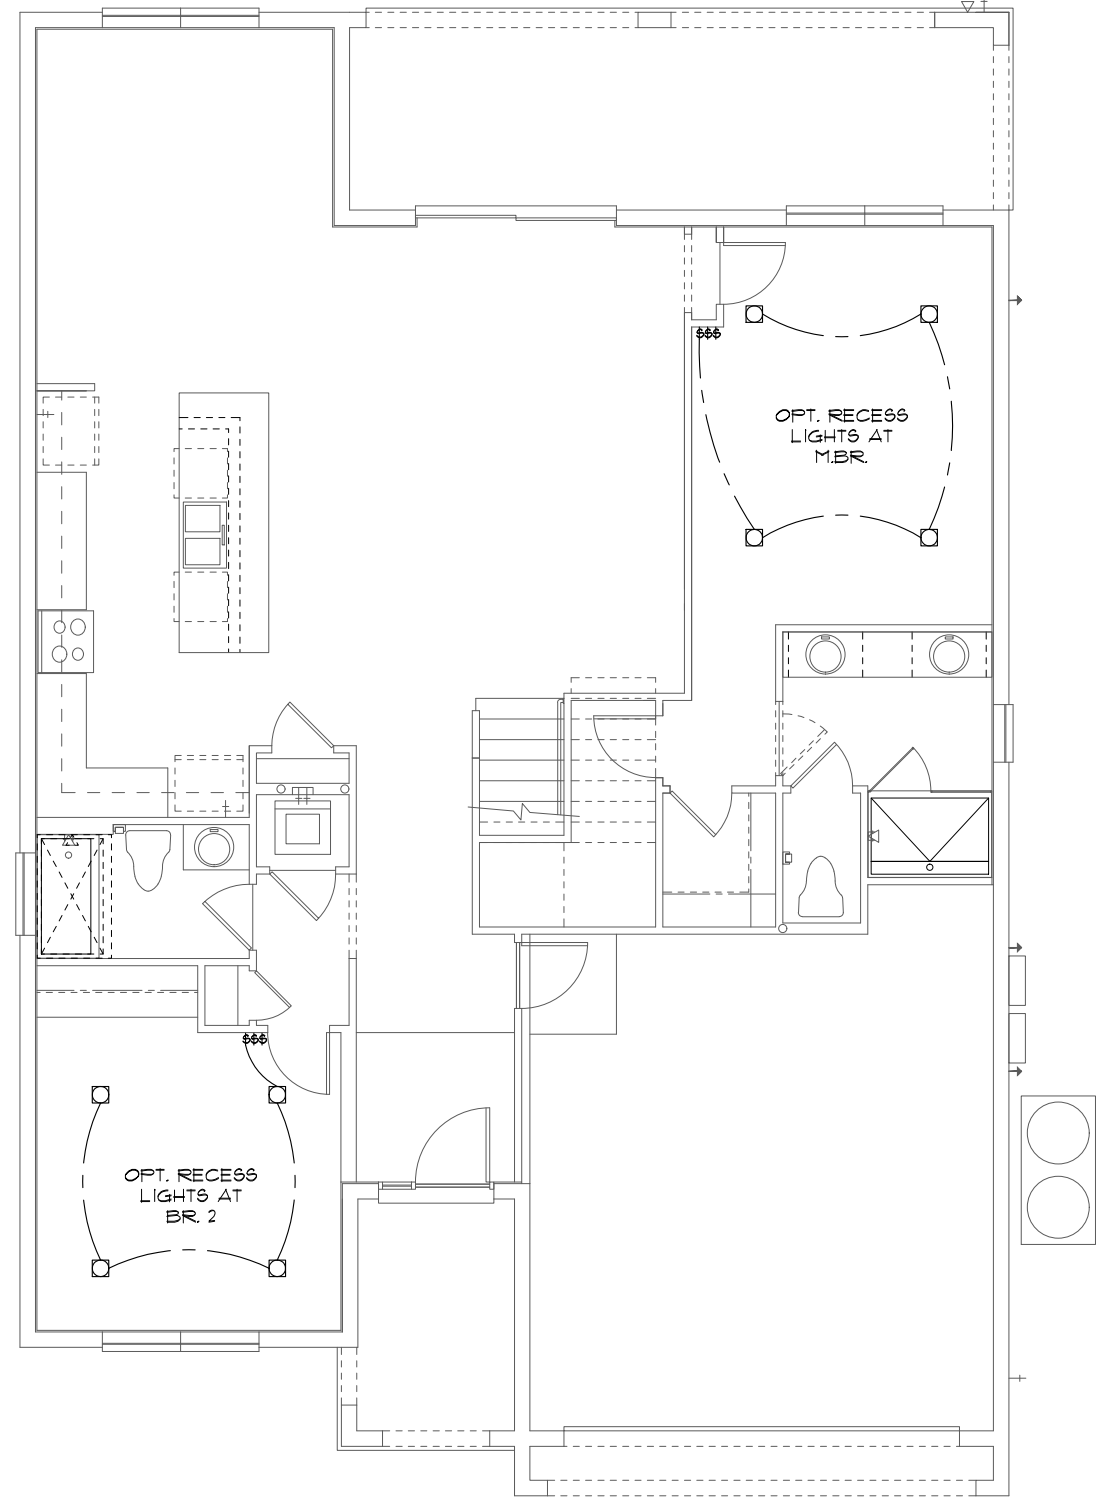 $$$
OPT. RECESS
LIGHTS AT
M.BR.
$$$
OPT. RECESS
LIGHTS AT
BR. 2